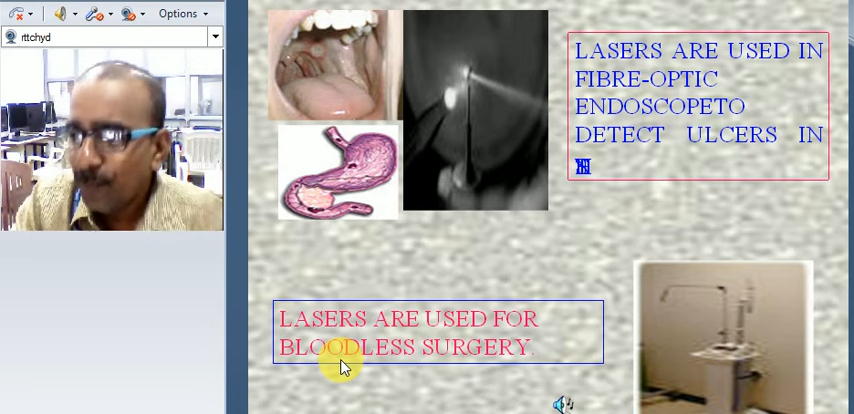 Options
rttchyd
LASERS ARE USED IN
FIBRE-OPTIC
ENDOSCOPETO
DETECT ULCERS IN
LASERS ARE USED FOR
BLOODLESS SURGERY.